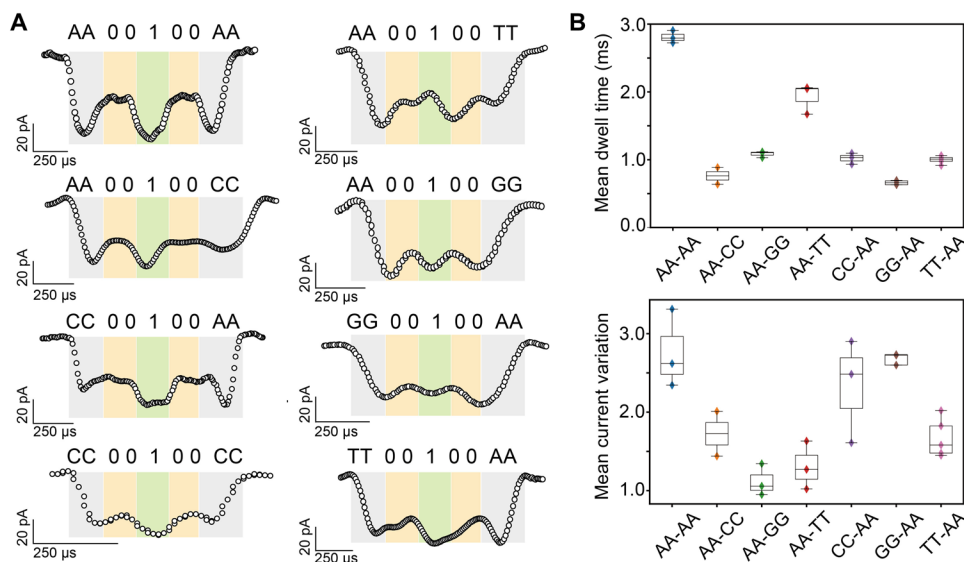 A
AA 0 0 1 0 0 AA
20 pA
250 µs
AA 0 0 1 0 0 TT
20 pA
250 µs
AA 0 0 1 0 0 CC
20 pA
250 µs
AA 0 0 1 0 0 GG
20 pA
250 µs
CC 0 0 1 0 0 AA
20 pA
250 µs
GG 0 0 1 0 0 AA
20 pA
250 µs
CC 0 0 1 0 0 CC
20 pA
250 µs
TT 0 0 1 0 0 AA
20 pA
250 µs
B
Mean dwell time (ms)
3.0
2.0
1.0
0.0
AA-AA
AA-CC
AA-GG
AA-TT
CC-AA
GG-AA
TT-AA
Mean current variation
3.0
2.0
1.0
AA-AA
AA-CC
AA-GG
AA-TT
CC-AA
GG-AA
TT-AA